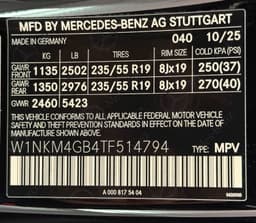 MFD BY MERCEDES-BENZ AG STUTTGART
040 10/25
KG LB TIRES RIM SIZE COLD KPA (PSI)
GAWR FRONT 1135 2502 235/55 R19 8Jx19 250(37)
GAWR REAR 1350 2976 235/55 R19 8Jx19 270(40)
GVWR 2460 5423
THIS VEHICLE CONFORMS TO ALL APPLICABLE FEDERAL MOTOR VEHICLE
SAFETY AND THEFT PREVENTION STANDARDS IN EFFECT ON THE DATE OF
MANUFACTURE SHOWN ABOVE.
W1NKM4GB4TF514794 TYPE: MPV
A 000 817 54 04